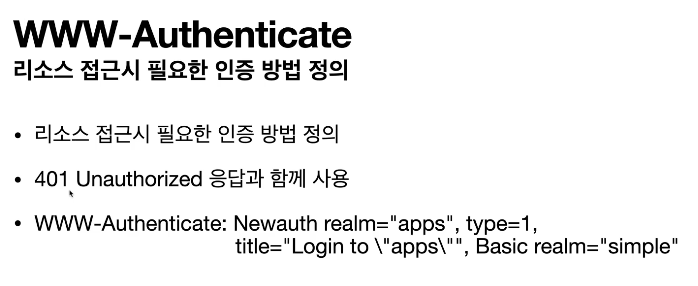 WWW-Authenticate
리소스 접근시 필요한 인증 방법 정의
• 리소스 접근시 필요한 인증 방법 정의
• 401 Unauthorized 응답과 함께 사용
• WWW-Authenticate: Newauth realm="apps", type=1,
title="Login to \"apps\"", Basic realm="simple"